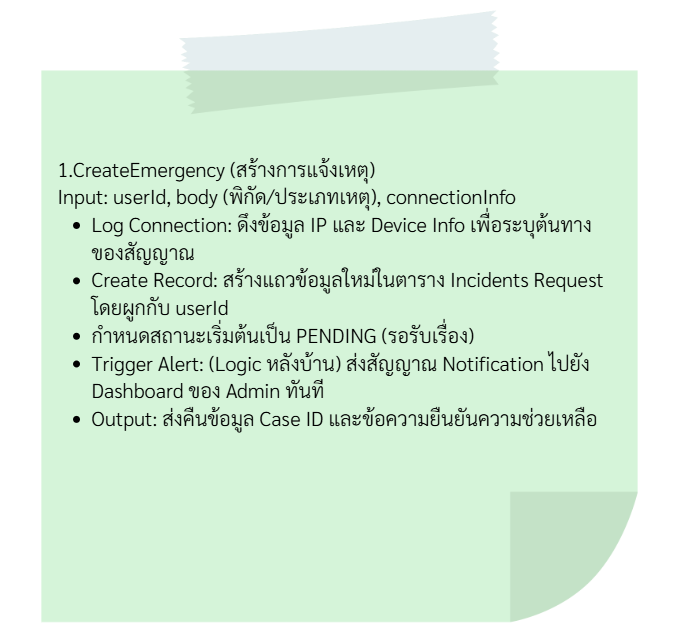 1.CreateEmergency (สร้างการแจ้งเหตุ)
Input: userId, body (พิกัด/ประเภทเหตุ), connectionInfo
• Log Connection: ดึงข้อมูล IP และ Device Info เพื่อระบุต้นทาง
ของสัญญาณ
• Create Record: สร้างแถวข้อมูลใหม่ในตาราง Incidents Request
โดยผูกกับ userId
• กำหนดสถานะเริ่มต้นเป็น PENDING (รอรับเรื่อง)
• Trigger Alert: (Logic หลังบ้าน) ส่งสัญญาณ Notification ไปยัง
Dashboard ของ Admin ทันที
• Output: ส่งคืนข้อมูล Case ID และข้อความยืนยันความช่วยเหลือ